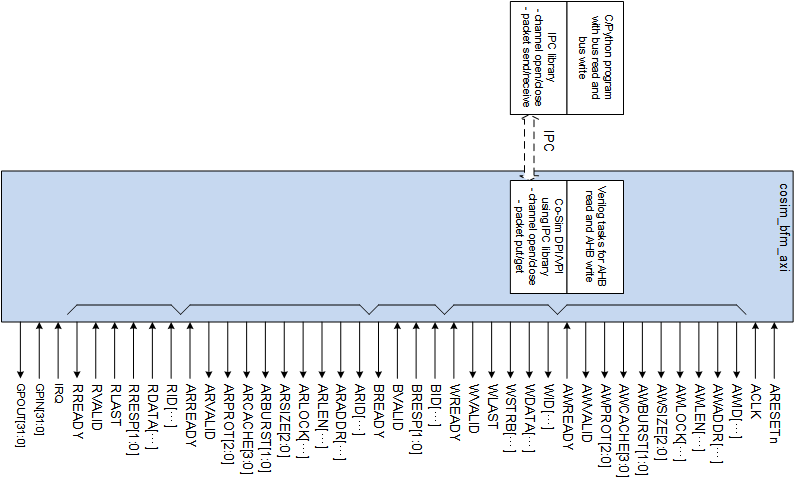 cosim_bfm_axi
C/Python program
with bus read and
bus write
IPC library
- channel open/close
- packet send/receive
IPC
Verilog tasks for AHB
read and AHB write
Co-Sim DPI/VPI
using IPC library
- channel open/close
- packet put/get
ARESETn
ACLK
AWID[…]
AWADDR[…]
AWLEN[…]
AWLOCK[…]
AWSIZE[2:0]
AWBURST[1:0]
AWCACHE[3:0]
AWPROT[2:0]
AWVALID
AWREADY
WID[…]
WDATA[…]
WSTRB[…]
WLAST
WVALID
WREADY
BID[…]
BRESP[1:0]
BVALID
BREADY
ARID[…]
ARADDR[…]
ARLEN[…]
ARLOCK[…]
ARSIZE[2:0]
ARBURST[1:0]
ARCACHE[3:0]
ARPROT[2:0]
ARVALID
ARREADY
RID[…]
RDATA[…]
RRESP[1:0]
RLAST
RVALID
RREADY
IRQ
GPIN[31:0]
GPOUT[31:0]